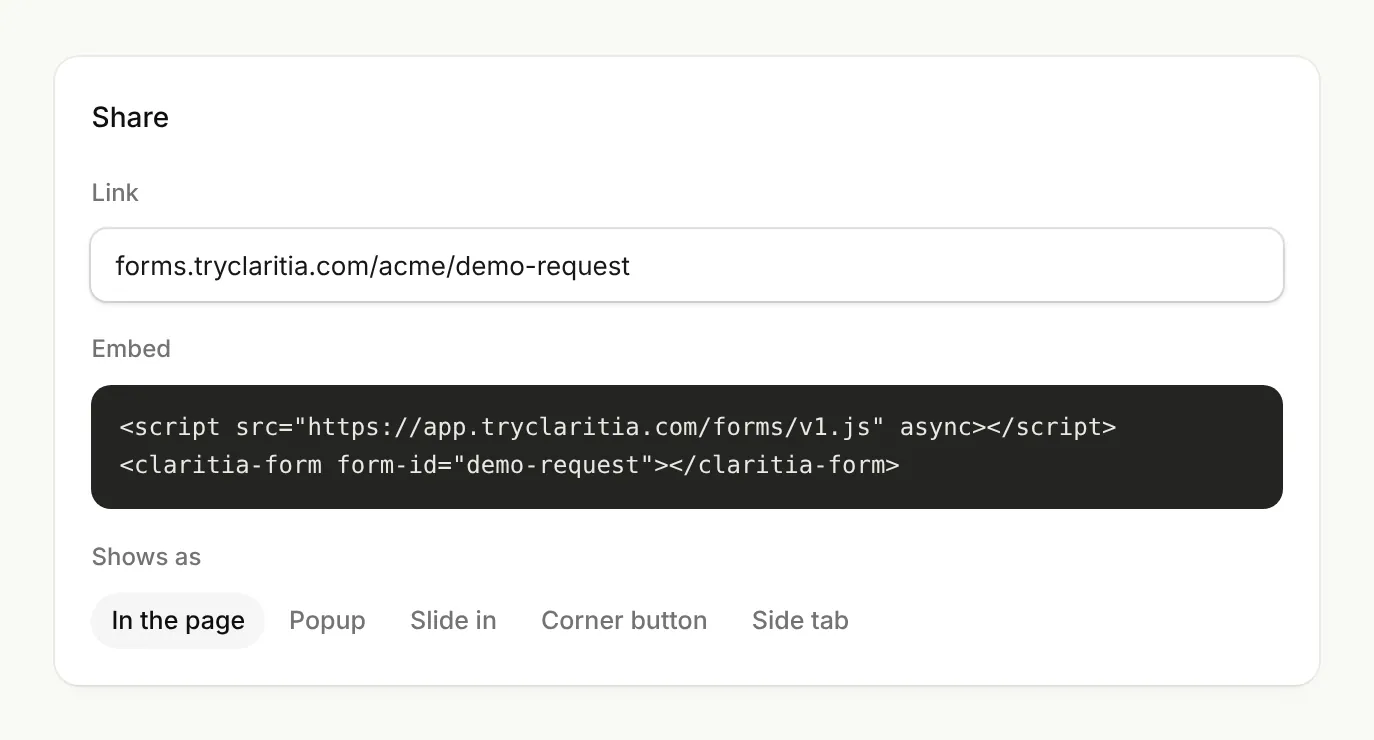 Share
Link
forms.tryclaritia.com/acme/demo-request
Embed
<script src="https://app.tryclaritia.com/forms/v1.js" async></script>
<claritia-form form-id="demo-request"></claritia-form>
Shows as
In the page Popup Slide in Corner button Side tab